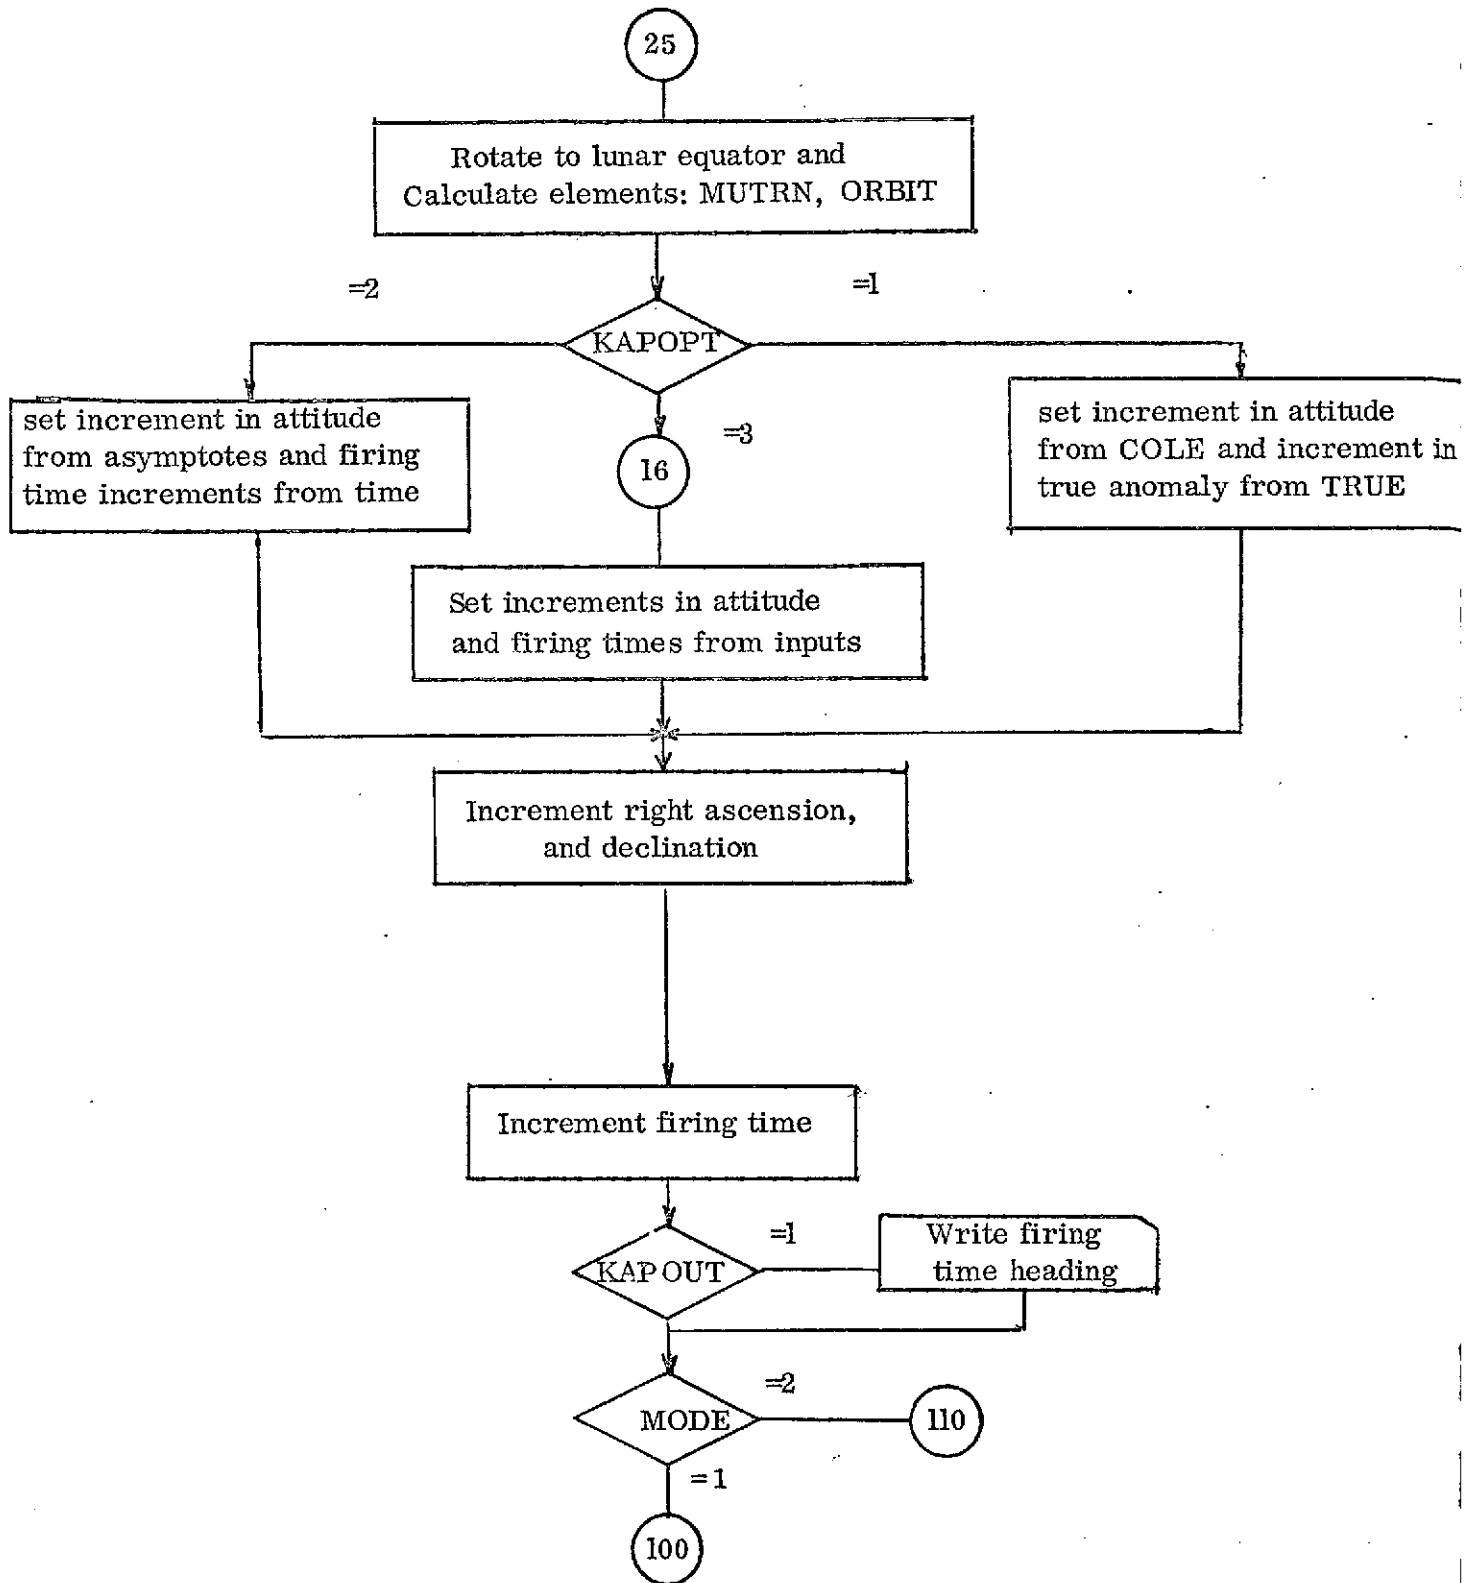 25
Rotate to lunar equator and
Calculate elements: MUTRN, ORBIT
=2
=1
KAPOPT
set increment in attitude
from asymptotes and firing
time increments from time
=3
16
set increment in attitude
from COLE and increment in
true anomaly from TRUE
Set increments in attitude
and firing times from inputs
Increment right ascension,
and declination
Increment firing time
=1
KAPOUT
Write firing
time heading
=2
MODE
110
=1
100